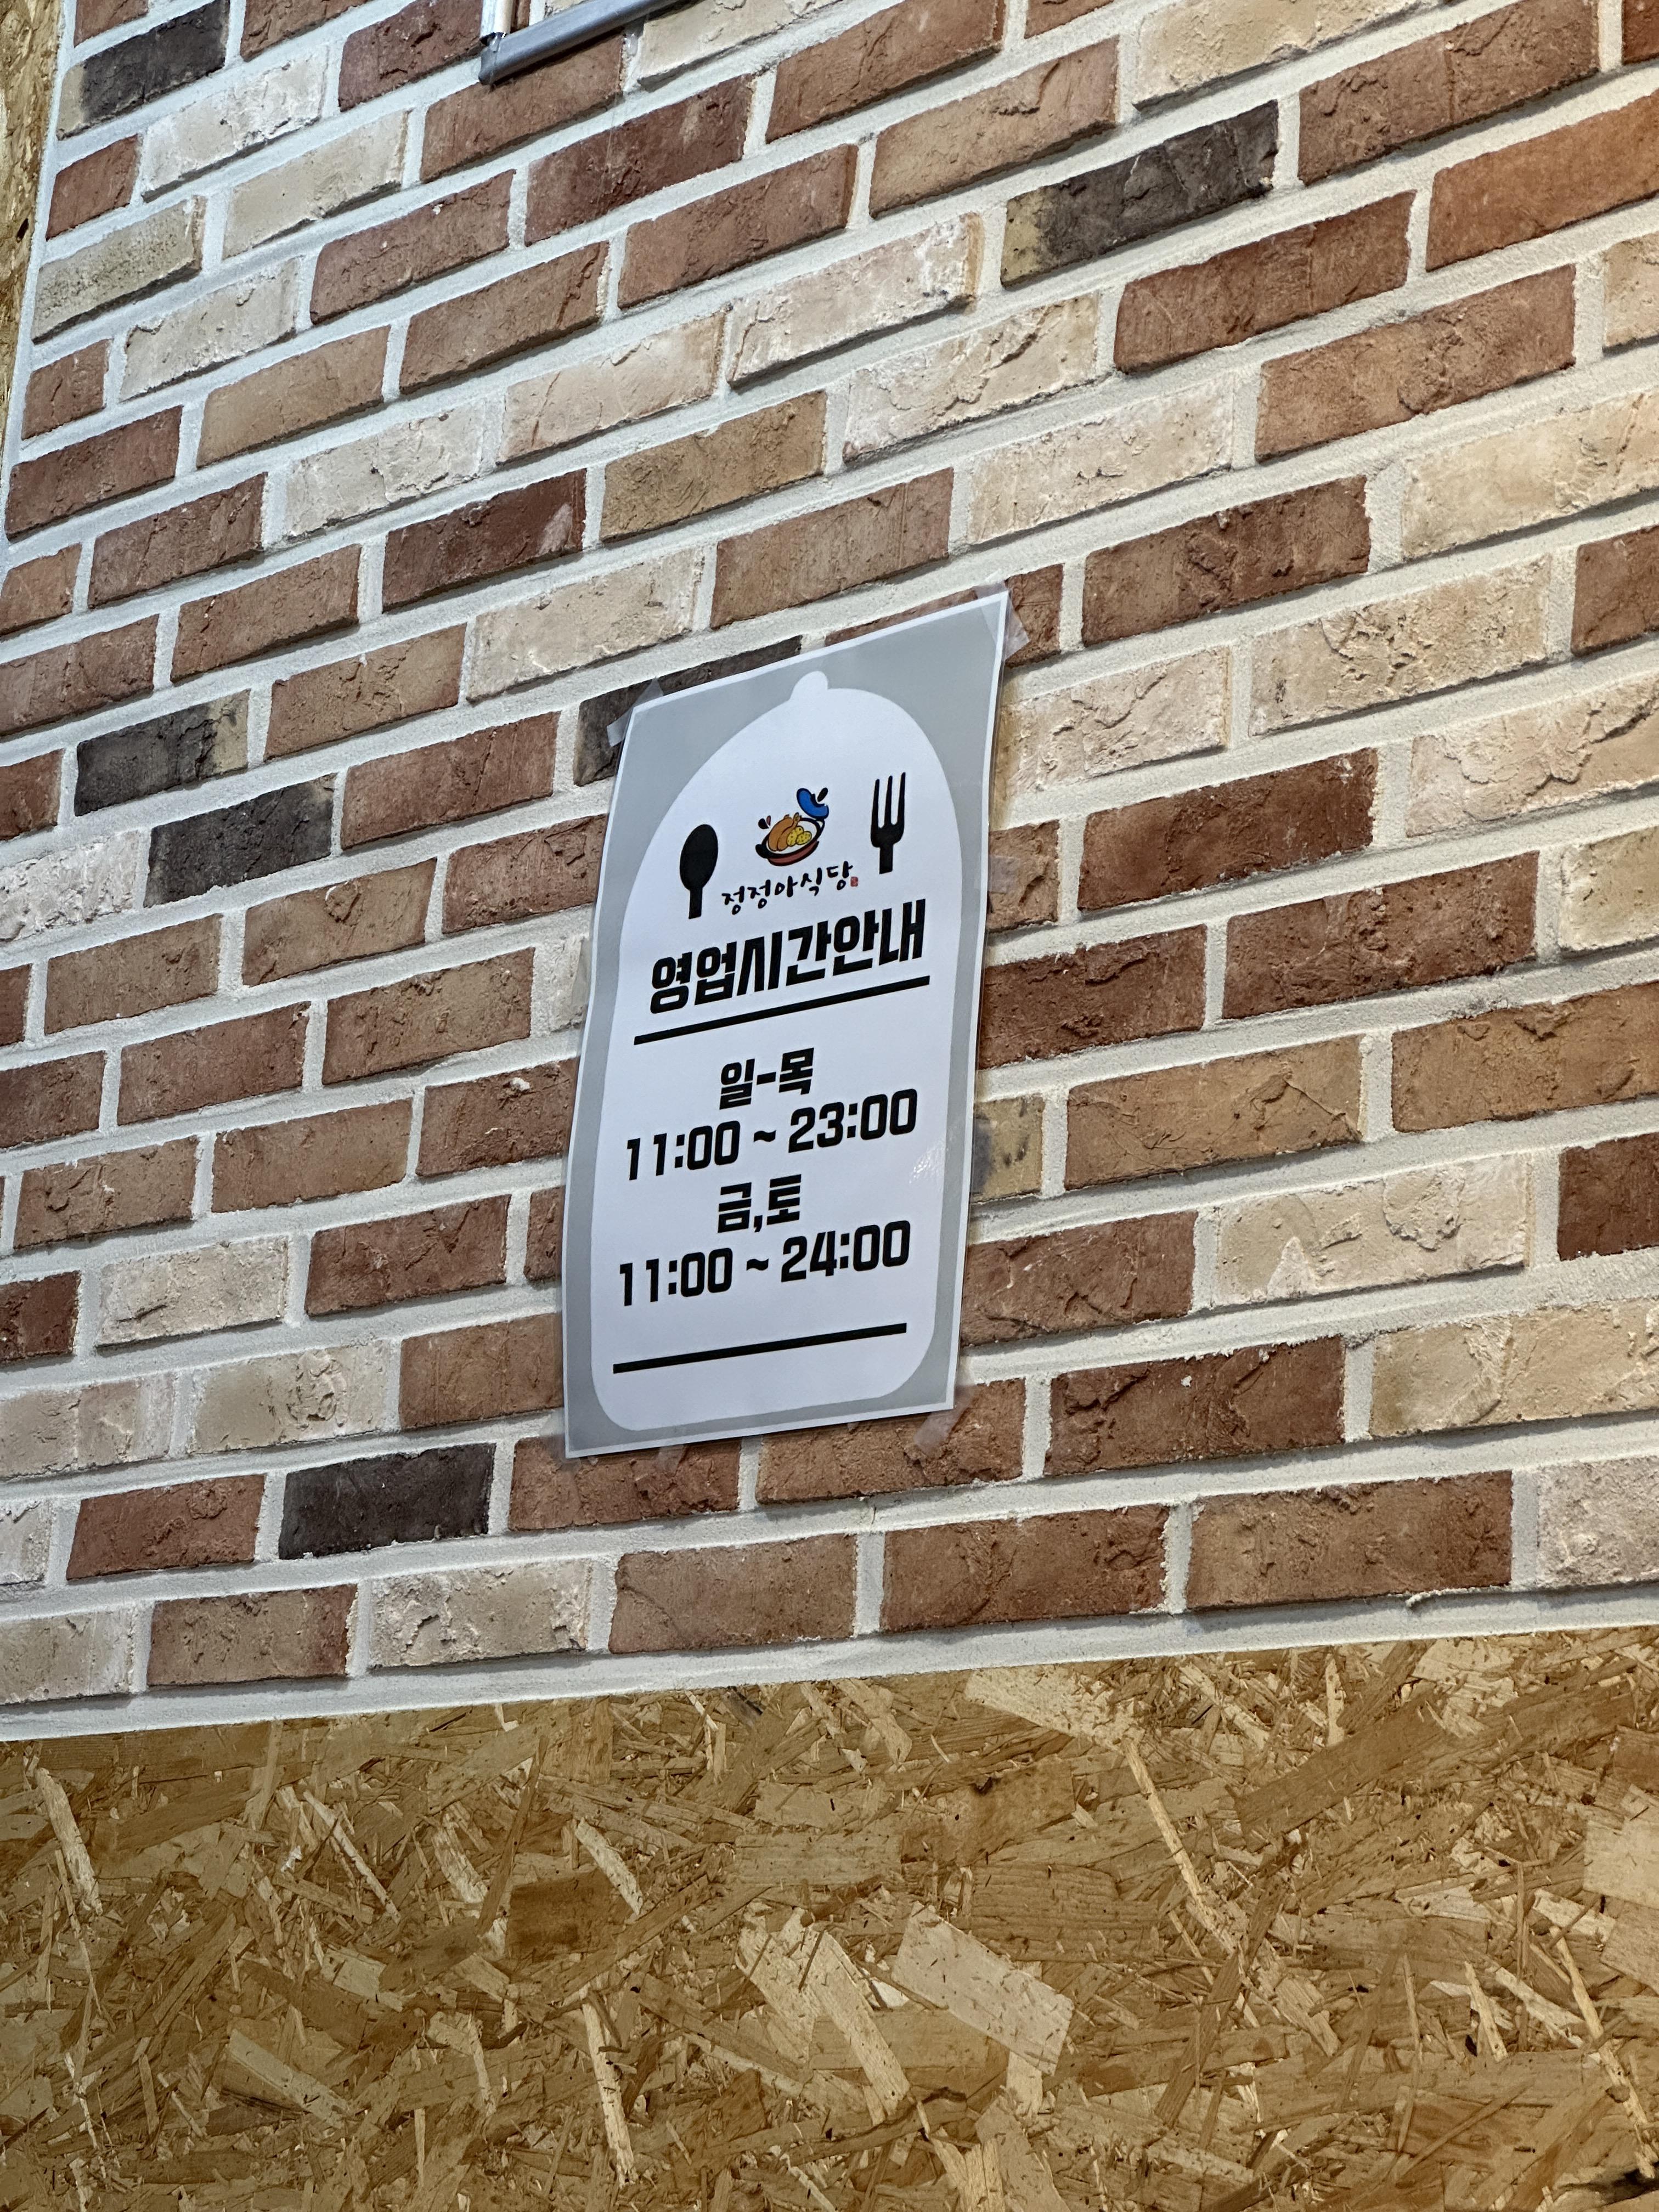 정정아식당
영업시간안내
일-목
11:00 ~ 23:00
금,토
11:00 ~ 24:00